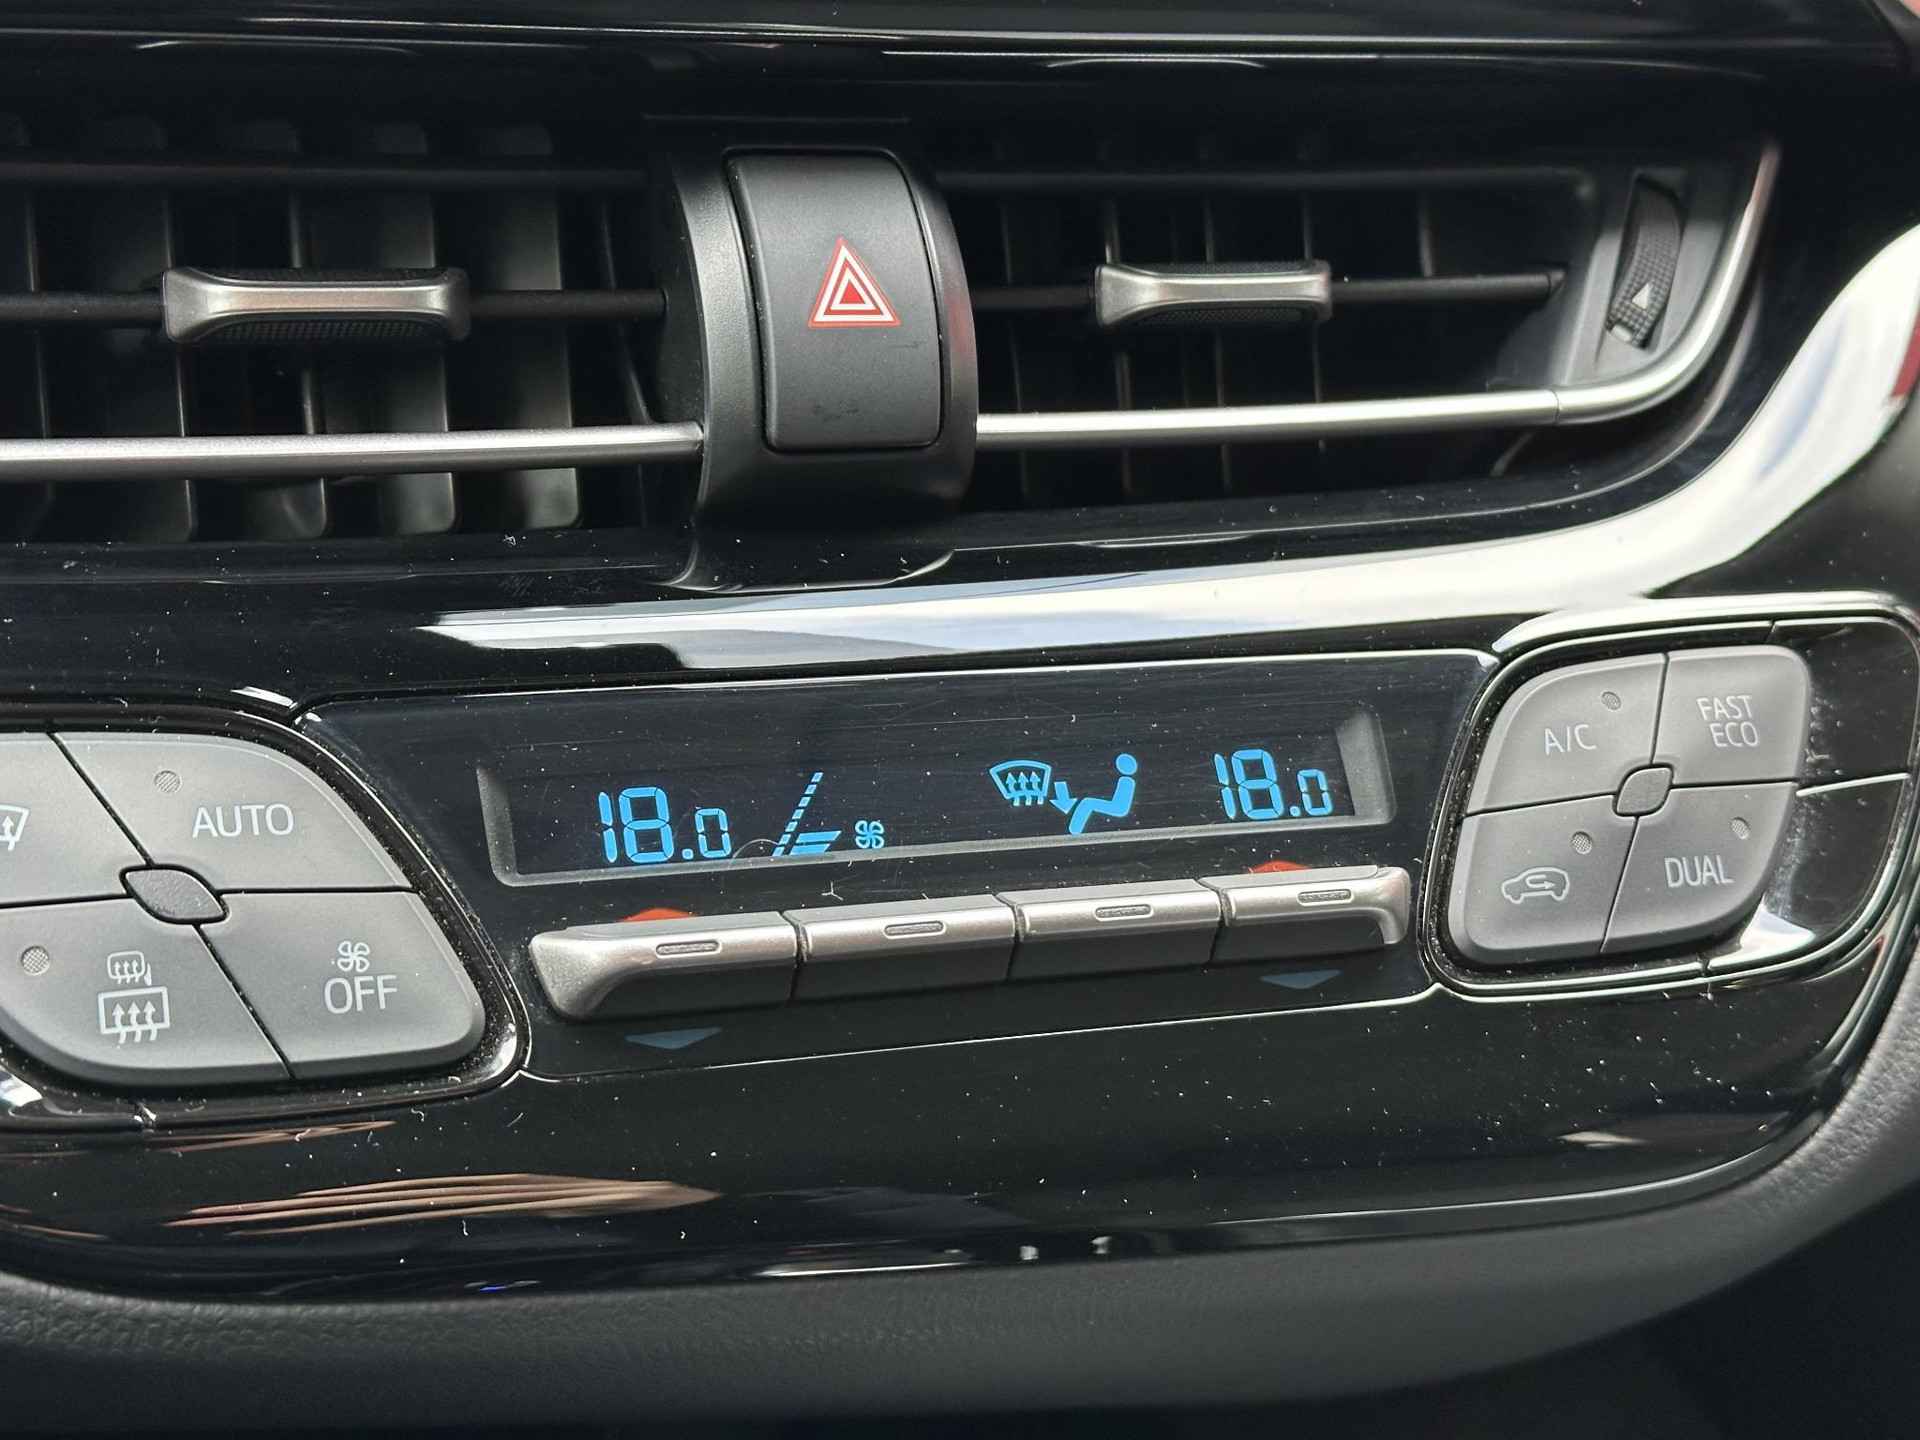 18.0
18.0
A/C
FAST
ECO
AUTO
OFF
DUAL